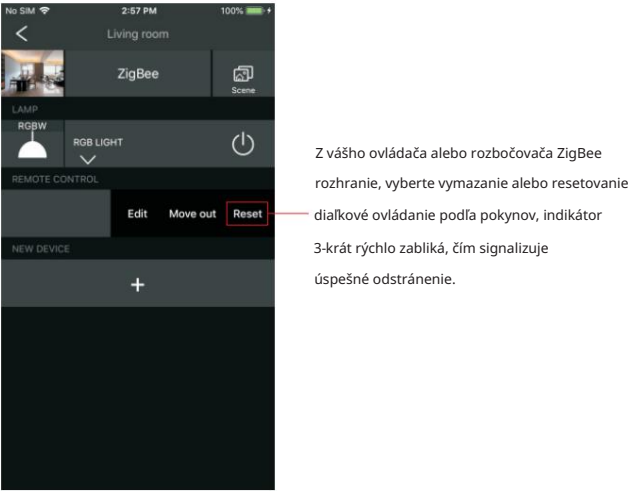 No SIM 2:57 PM 100%
Living room
ZigBee
Scene
LAMP
RGBW
RGB LIGHT
REMOTE CONTROL
Edit Move out Reset
NEW DEVICE
+
Z vášho ovládača alebo rozbočovača ZigBee
rozhranie, vyberte vymazanie alebo resetovanie
diaľkové ovládanie podľa pokynov, indikátor
3-krát rýchlo zabliká, čím signalizuje
úspešné odstránenie.